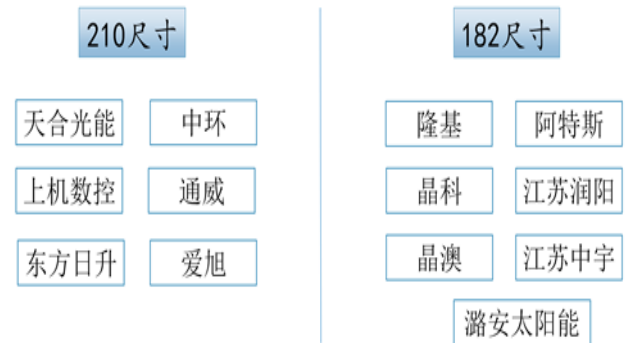 210尺寸
天合光能 中环
上机数控 通威
东方日升 爱旭
182尺寸
隆基 阿特斯
晶科 江苏润阳
晶澳 江苏中宇
潞安太阳能